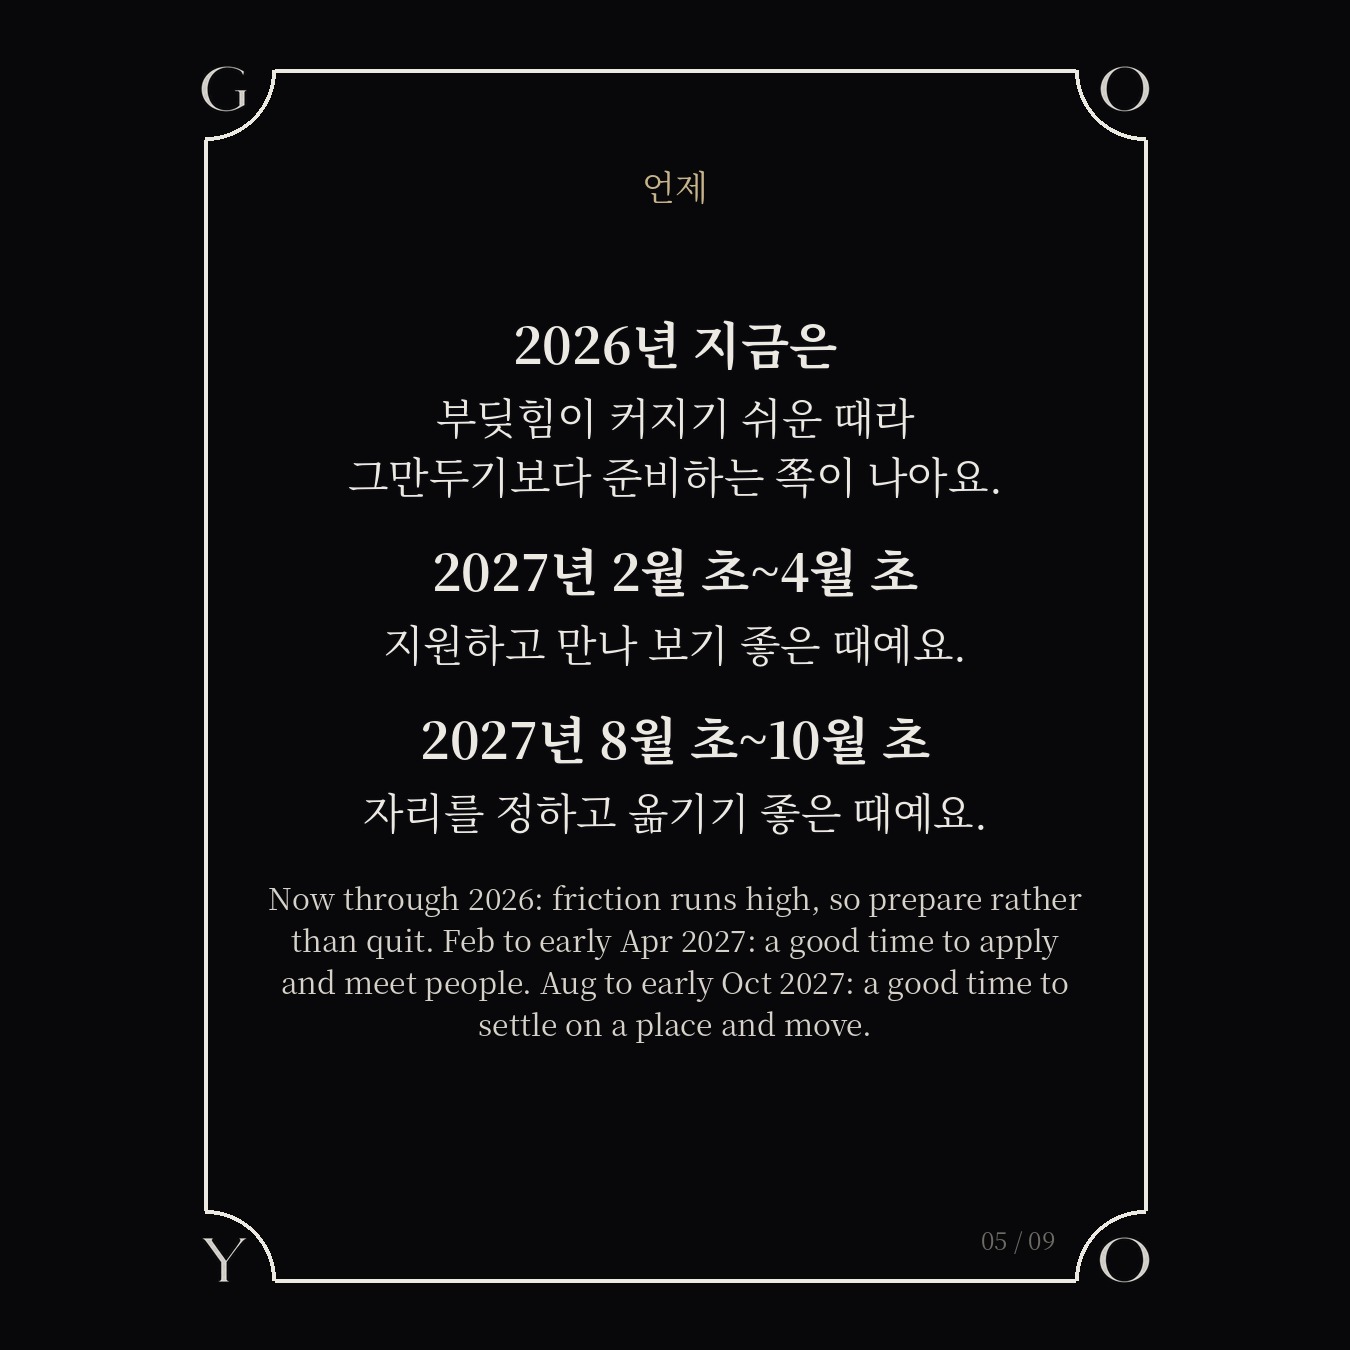 G O
언제
2026년 지금은
부딪힘이 커지기 쉬운 때라
그만두기보다 준비하는 쪽이 나아요.
2027년 2월 초~4월 초
지원하고 만나 보기 좋은 때예요.
2027년 8월 초~10월 초
자리를 정하고 옮기기 좋은 때예요.
Now through 2026: friction runs high, so prepare rather
than quit. Feb to early Apr 2027: a good time to apply
and meet people. Aug to early Oct 2027: a good time to
settle on a place and move.
05 / 09
Y O